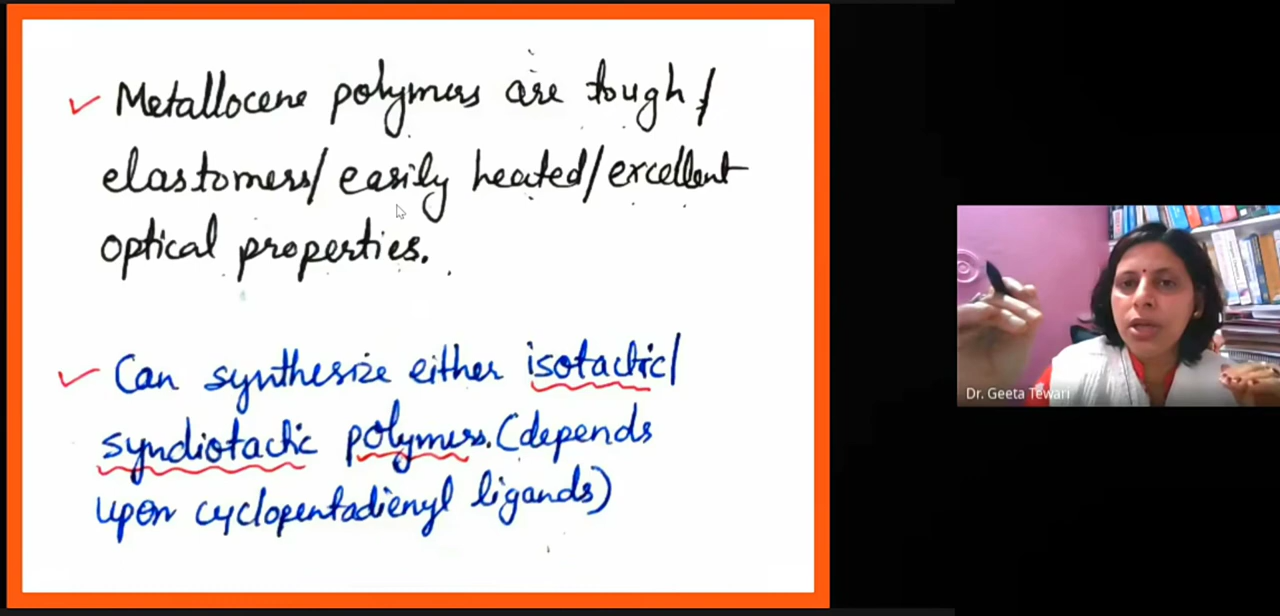 Metallocene polymers are tough/
elastomers/easily heated/excellent
optical properties.
Can synthesize either isotactic/
syndiotactic polymers.(depends
upon cyclopentadienyl ligands)
Dr. Geeta Tewari